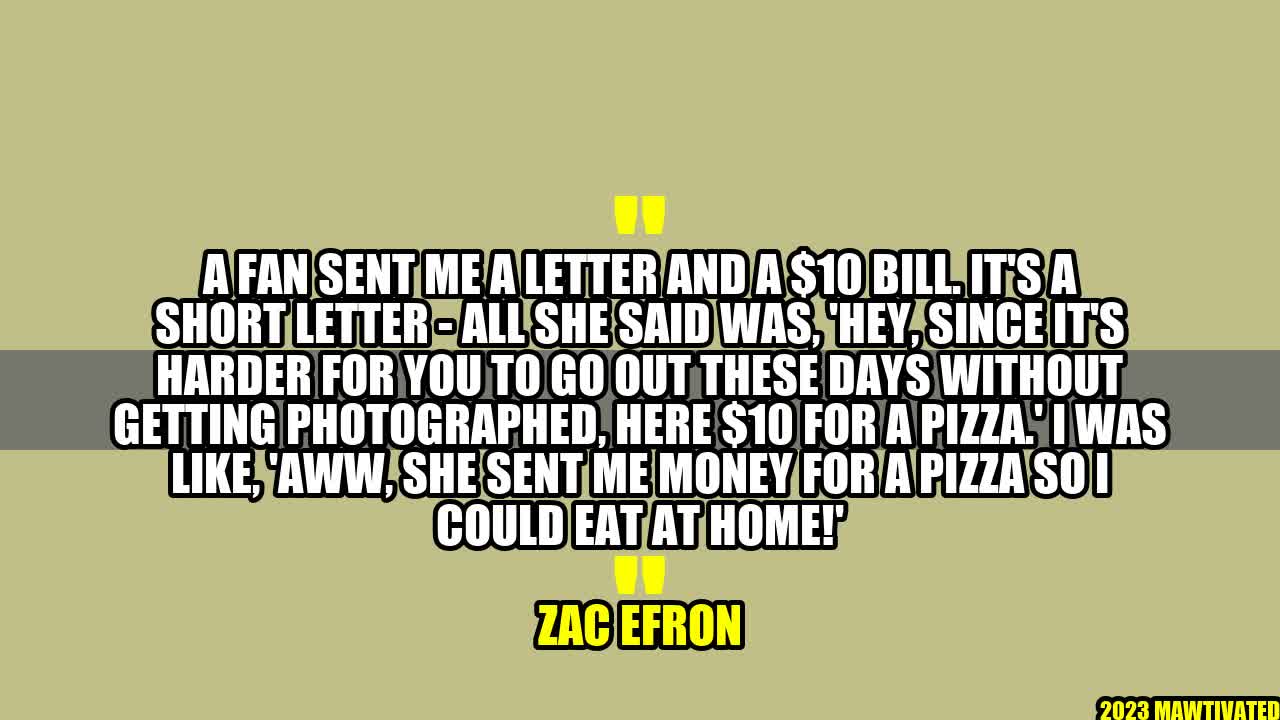 "
A FAN SENT ME A LETTER AND A $10 BILL. IT'S A
SHORT LETTER - ALL SHE SAID WAS, 'HEY, SINCE IT'S
HARDER FOR YOU TO GO OUT THESE DAYS WITHOUT
GETTING PHOTOGRAPHED, HERE $10 FOR A PIZZA.' I WAS
LIKE, 'AWW, SHE SENT ME MONEY FOR A PIZZA SO I
COULD EAT AT HOME!'
"
ZAC EFRON
2023 MAWTIVATED